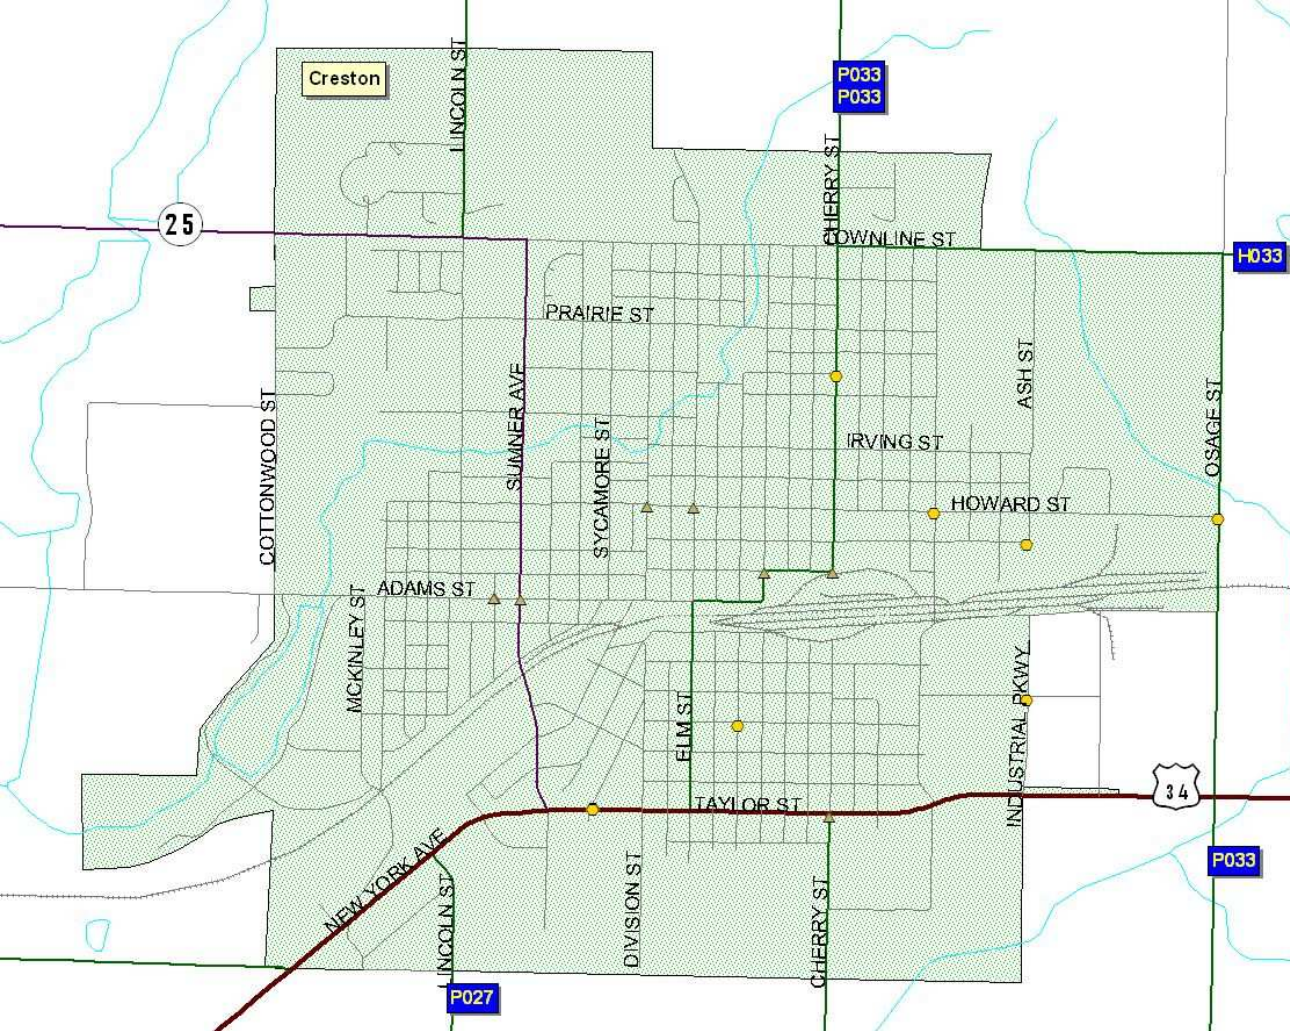 LINCOLN ST
Creston
P033
P033
CHERRY ST
25
TOWNLINE ST
H033
PRAIRIE ST
ASH ST
SUMNER AVE
OSAGE ST
COTTONWOOD ST
SYCAMORE ST
IRVING ST
HOWARD ST
ADAMS ST
MCKINLEY ST
ELM ST
INDUSTRIAL PKWY
34
TAYLOR ST
NEW YORK AVE
P033
LINCOLN ST
DIVISION ST
CHERRY ST
P027